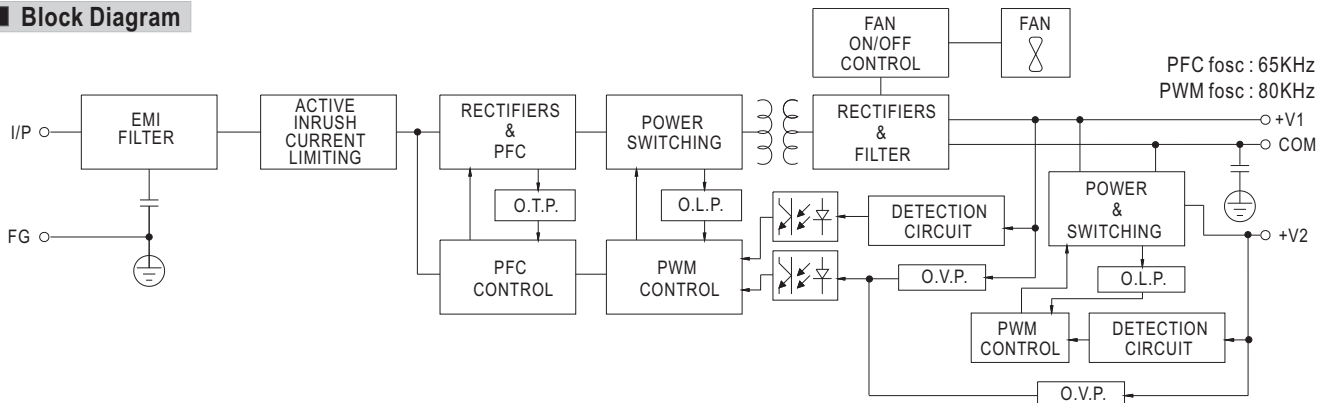 Block Diagram
FAN
ON/OFF
CONTROL
FAN
PFC fosc : 65KHz
PWM fosc : 80KHz
I/P
EMI
FILTER
ACTIVE
INRUSH
CURRENT
LIMITING
RECTIFIERS
&
PFC
POWER
SWITCHING
RECTIFIERS
&
FILTER
+V1
COM
O.T.P.
O.L.P.
DETECTION
CIRCUIT
POWER
&
SWITCHING
FG
+V2
PFC
CONTROL
PWM
CONTROL
O.V.P.
O.L.P.
PWM
CONTROL
DETECTION
CIRCUIT
O.V.P.